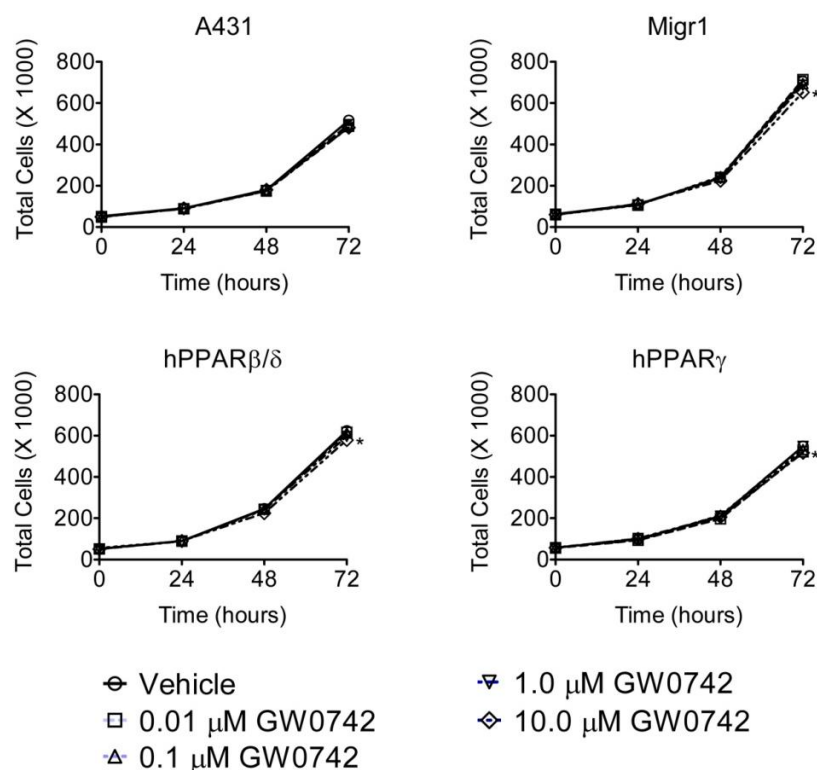 A431
Total Cells (X 1000)
800
600
400
200
0
0 24 48 72
Time (hours)
Migr1
Total Cells (X 1000)
800
600
400
200
0
0 24 48 72
*
Time (hours)
hPPARβ/δ
Total Cells (X 1000)
800
600
400
200
0
0 24 48 72
*
Time (hours)
hPPARγ
Total Cells (X 1000)
800
600
400
200
0
0 24 48 72
*
Time (hours)
Vehicle
0.01 μM GW0742
0.1 μM GW0742
1.0 μM GW0742
10.0 μM GW0742